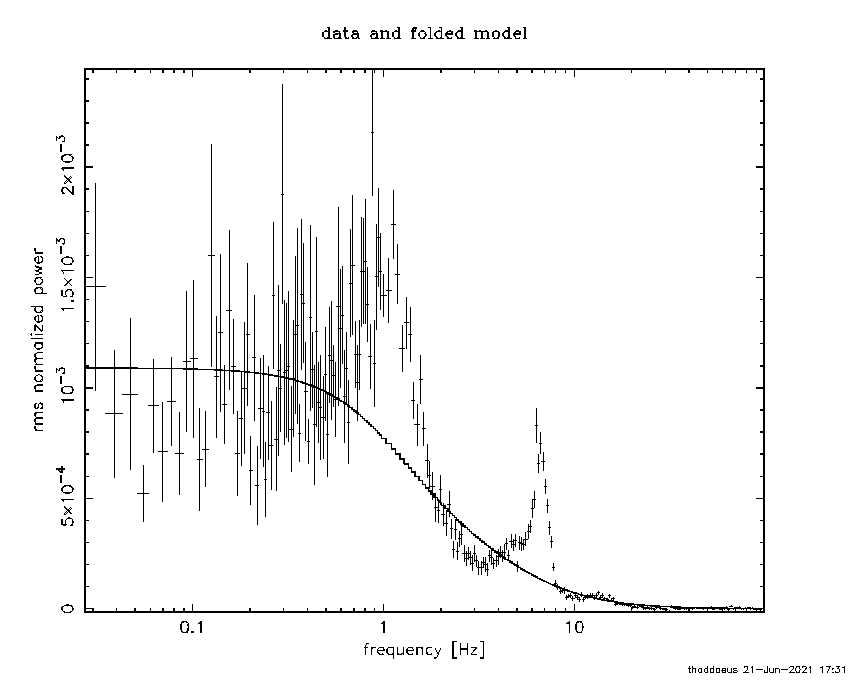 data and folded model
rms normalized power
2×10⁻³
1.5×10⁻³
10⁻³
5×10⁻⁴
0
0.1
1
10
frequency [Hz]
thaddaeus 21-Jun-2021 17:31